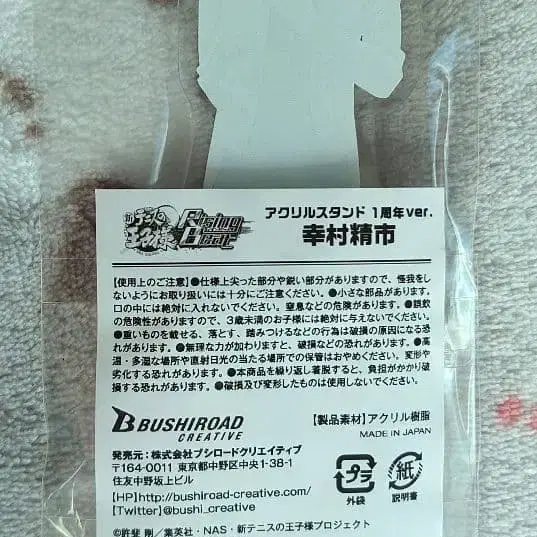 新テニスの王子様 Rising Beat
アクリルスタンド 1周年ver.
幸村精市
【使用上のご注意】●仕様上尖った部分や鋭い部分がありますので、怪我をし
ないようにお取り扱いには十分にご注意ください。●小さな部品があります。
口の中には絶対に入れないでください。窒息などの危険があります。●誤飲
の危険性がありますので、3歳未満のお子様には絶対に与えないでください。
●重いものを載せる、落とす、踏みつけるなどの行為は破損の原因になる恐
れがあります。●無理な力が加わりますと、破損などの恐れがあります。●高
温・多湿な場所や直射日光の当たる場所での保管はおやめください。変形や
劣化する恐れがあります。●本商品を繰り返し着脱すると、負担がかかり破
損する恐れがあります。●破損及び変形したものは使用しないでください。
BUSHIROAD
CREATIVE
【製品素材】アクリル樹脂
MADE IN JAPAN
発売元：株式会社ブシロードクリエイティブ
〒164-0011 東京都中野区中央1-38-1
住友中野坂上ビル
【HP】http://bushiroad-creative.com/
【Twitter】@bushi_creative
プラ
外袋
紙
説明書
©許斐 剛／集英社・NAS・新テニスの王子様プロジェクト